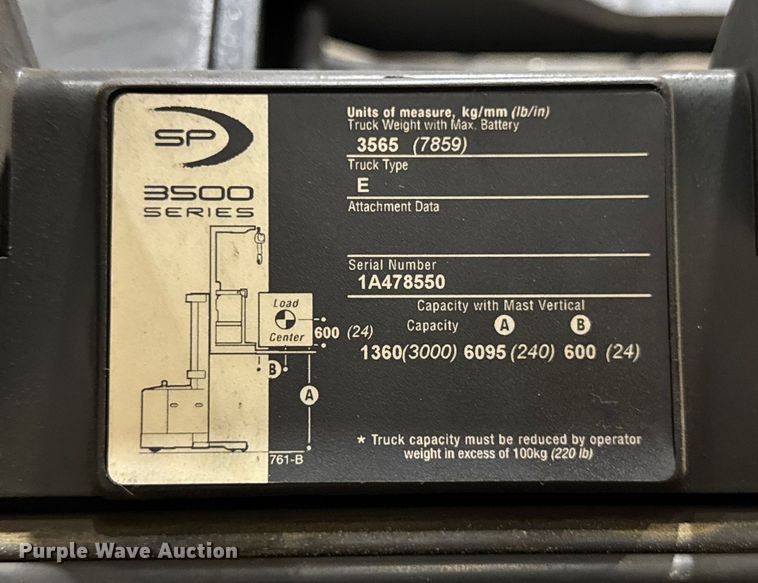 SP
3500
SERIES
Units of measure, kg/mm (lb/in)
Truck Weight with Max. Battery
3565 (7859)
Truck Type
E
Attachment Data
Serial Number
1A478550
Capacity with Mast Vertical
Capacity A B
1360(3000) 6095 (240) 600 (24)
Load
Center
600 (24)
B
A
761-B
* Truck capacity must be reduced by operator
weight in excess of 100kg (220 lb)
Purple Wave Auction